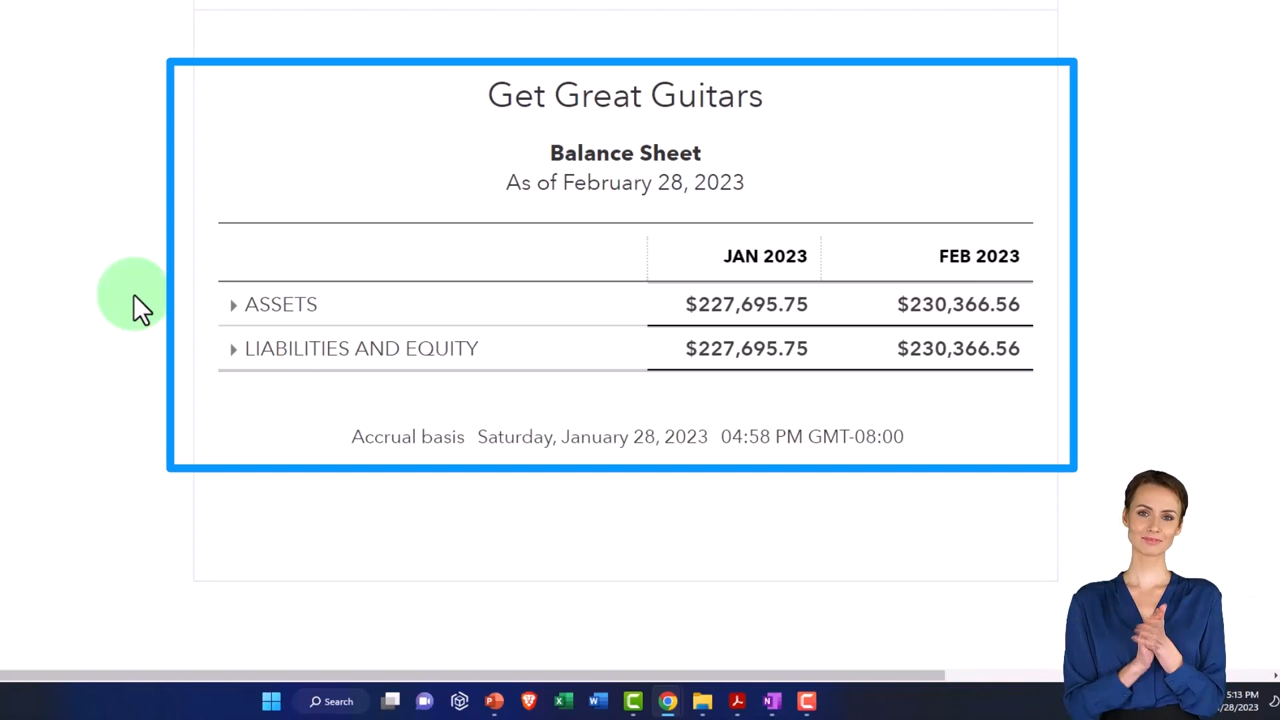 Get Great Guitars
Balance Sheet
As of February 28, 2023
JAN 2023 FEB 2023
ASSETS $227,695.75 $230,366.56
LIABILITIES AND EQUITY $227,695.75 $230,366.56
Accrual basis Saturday, January 28, 2023 04:58 PM GMT-08:00
Search
5:13 PM
/28/2023